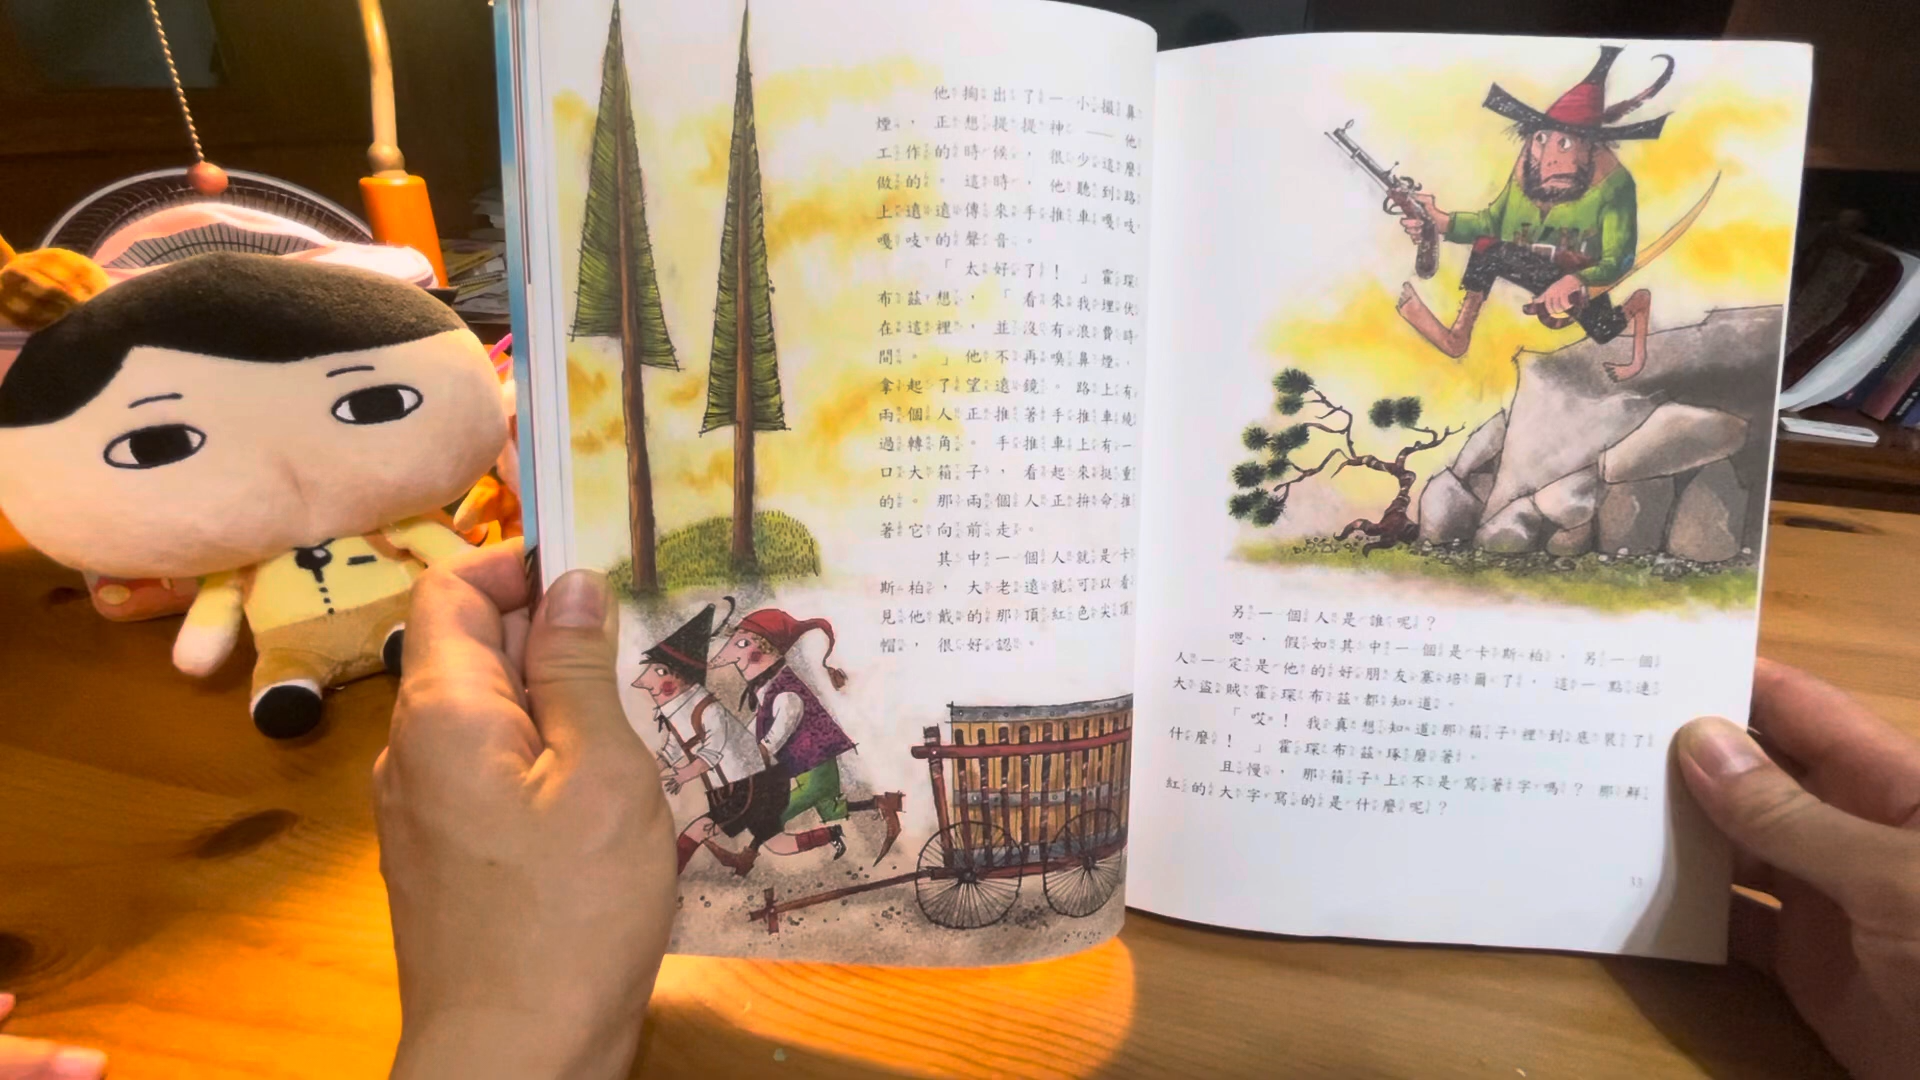 他掏出了一小撮鼻
煙，正想提提神——他
工作的時候，很少這麼
做的。這時，他聽到路
上遠遠傳來手推車嘎吱
嘎吱的聲音。
「太好了！」霍琛
布茲想，「看來我埋伏
在這裡，並沒有浪費時
間。」他不再嗅鼻煙，
拿起了望遠鏡。路上有
兩個人正推著手推車繞
過轉角。手推車上有一
口大箱子，看起來挺重
的。那兩個人正拚命推
著它向前走。
其中一個人就是卡
斯柏，大老遠就可以看
見他戴的那頂紅色尖頂
帽，很好認。
另一個人是誰呢？
嗯，假如其中一個是卡斯柏，另一個
人一定是他的好朋友塞培爾了，這一點連
大盜賊霍琛布茲都知道。
「哎！我真想知道那箱子裡到底裝了
什麼！」霍琛布茲琢磨著。
且慢，那箱子上不是寫著字嗎？那鮮
紅的大字寫的是什麼呢？
33